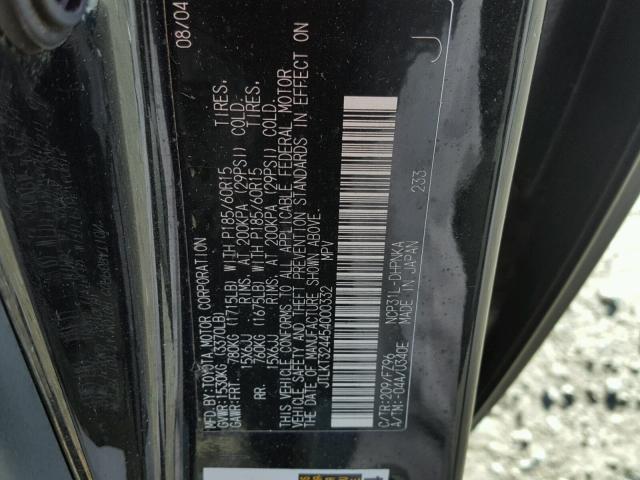 MFD.BY:TOYOTA MOTOR CORPORATION 08/04
GVWR:1530KG (3370LB)
GAWR:FRT. 780KG (1715LB) WITH P185/60R15 TIRES,
15X6JJ RIMS, AT 200KPA (29PSI) COLD.
RR. 760KG (1675LB) WITH P185/60R15 TIRES,
15X6JJ RIMS, AT 200KPA (29PSI) COLD.
THIS VEHICLE CONFORMS TO ALL APPLICABLE FEDERAL MOTOR
VEHICLE SAFETY AND THEFT PREVENTION STANDARDS IN EFFECT ON
THE DATE OF MANUFACTURE SHOWN ABOVE.
JTLKT324454000332 MPV
C/TR:209/FZ96 NCP31L-DHPNKA 233 J
A/TM:-04A/U340E MADE IN JAPAN